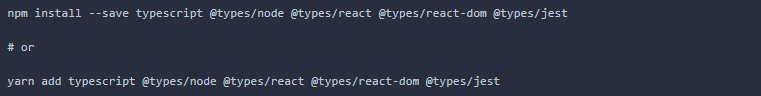 npm install --save typescript @types/node @types/react @types/react-dom @types/jest
# or
yarn add typescript @types/node @types/react @types/react-dom @types/jest